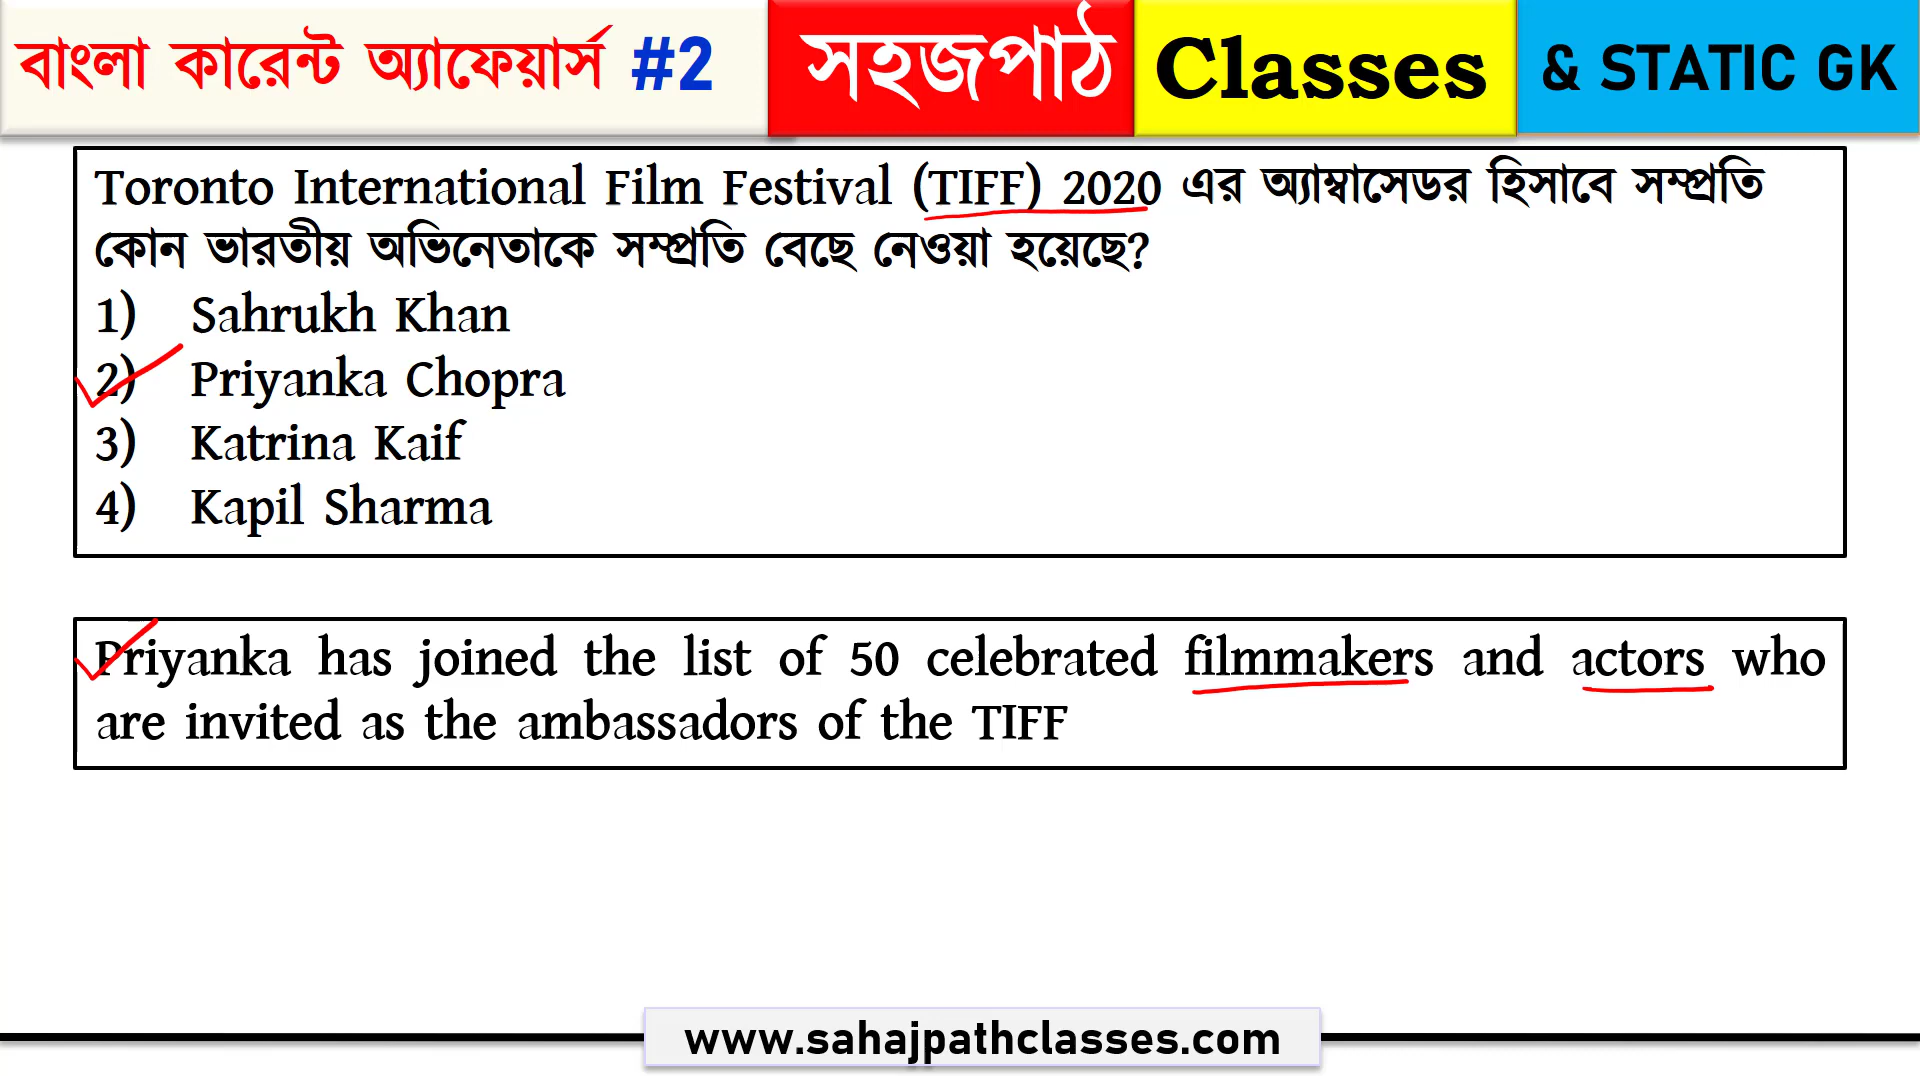 বাংলা কারেন্ট অ্যাফেয়ার্স #2 সহজপাঠ Classes & STATIC GK
Toronto International Film Festival (TIFF) 2020 এর অ্যাম্বাসেডর হিসাবে সম্প্রতি
কোন ভারতীয় অভিনেতাকে সম্প্রতি বেছে নেওয়া হয়েছে?
1) Sahrukh Khan
2) Priyanka Chopra
3) Katrina Kaif
4) Kapil Sharma
Priyanka has joined the list of 50 celebrated filmmakers and actors who
are invited as the ambassadors of the TIFF
www.sahajpathclasses.com